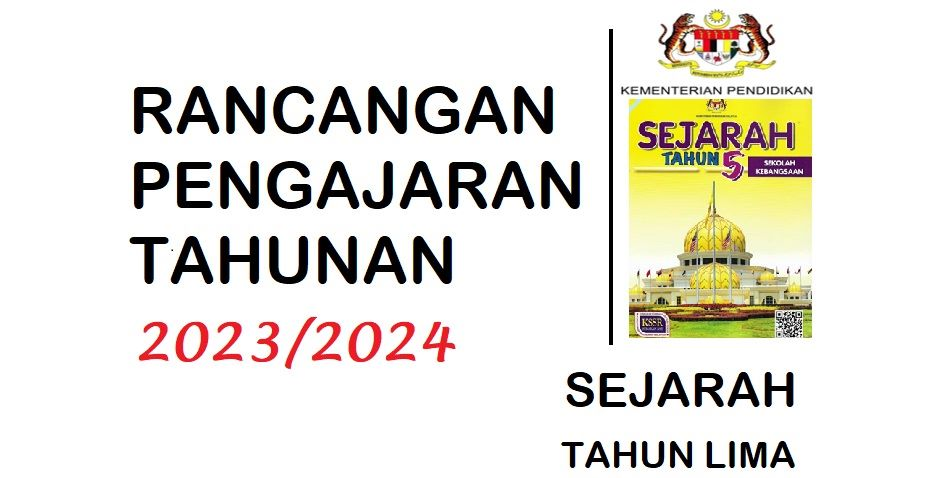 RANCANGAN
PENGAJARAN
TAHUNAN
2023/2024
KEMENTERIAN PENDIDIKAN
SEJARAH
TAHUN 5
SEKOLAH
KEBANGSAAN
KSSR
SEJARAH
TAHUN LIMA